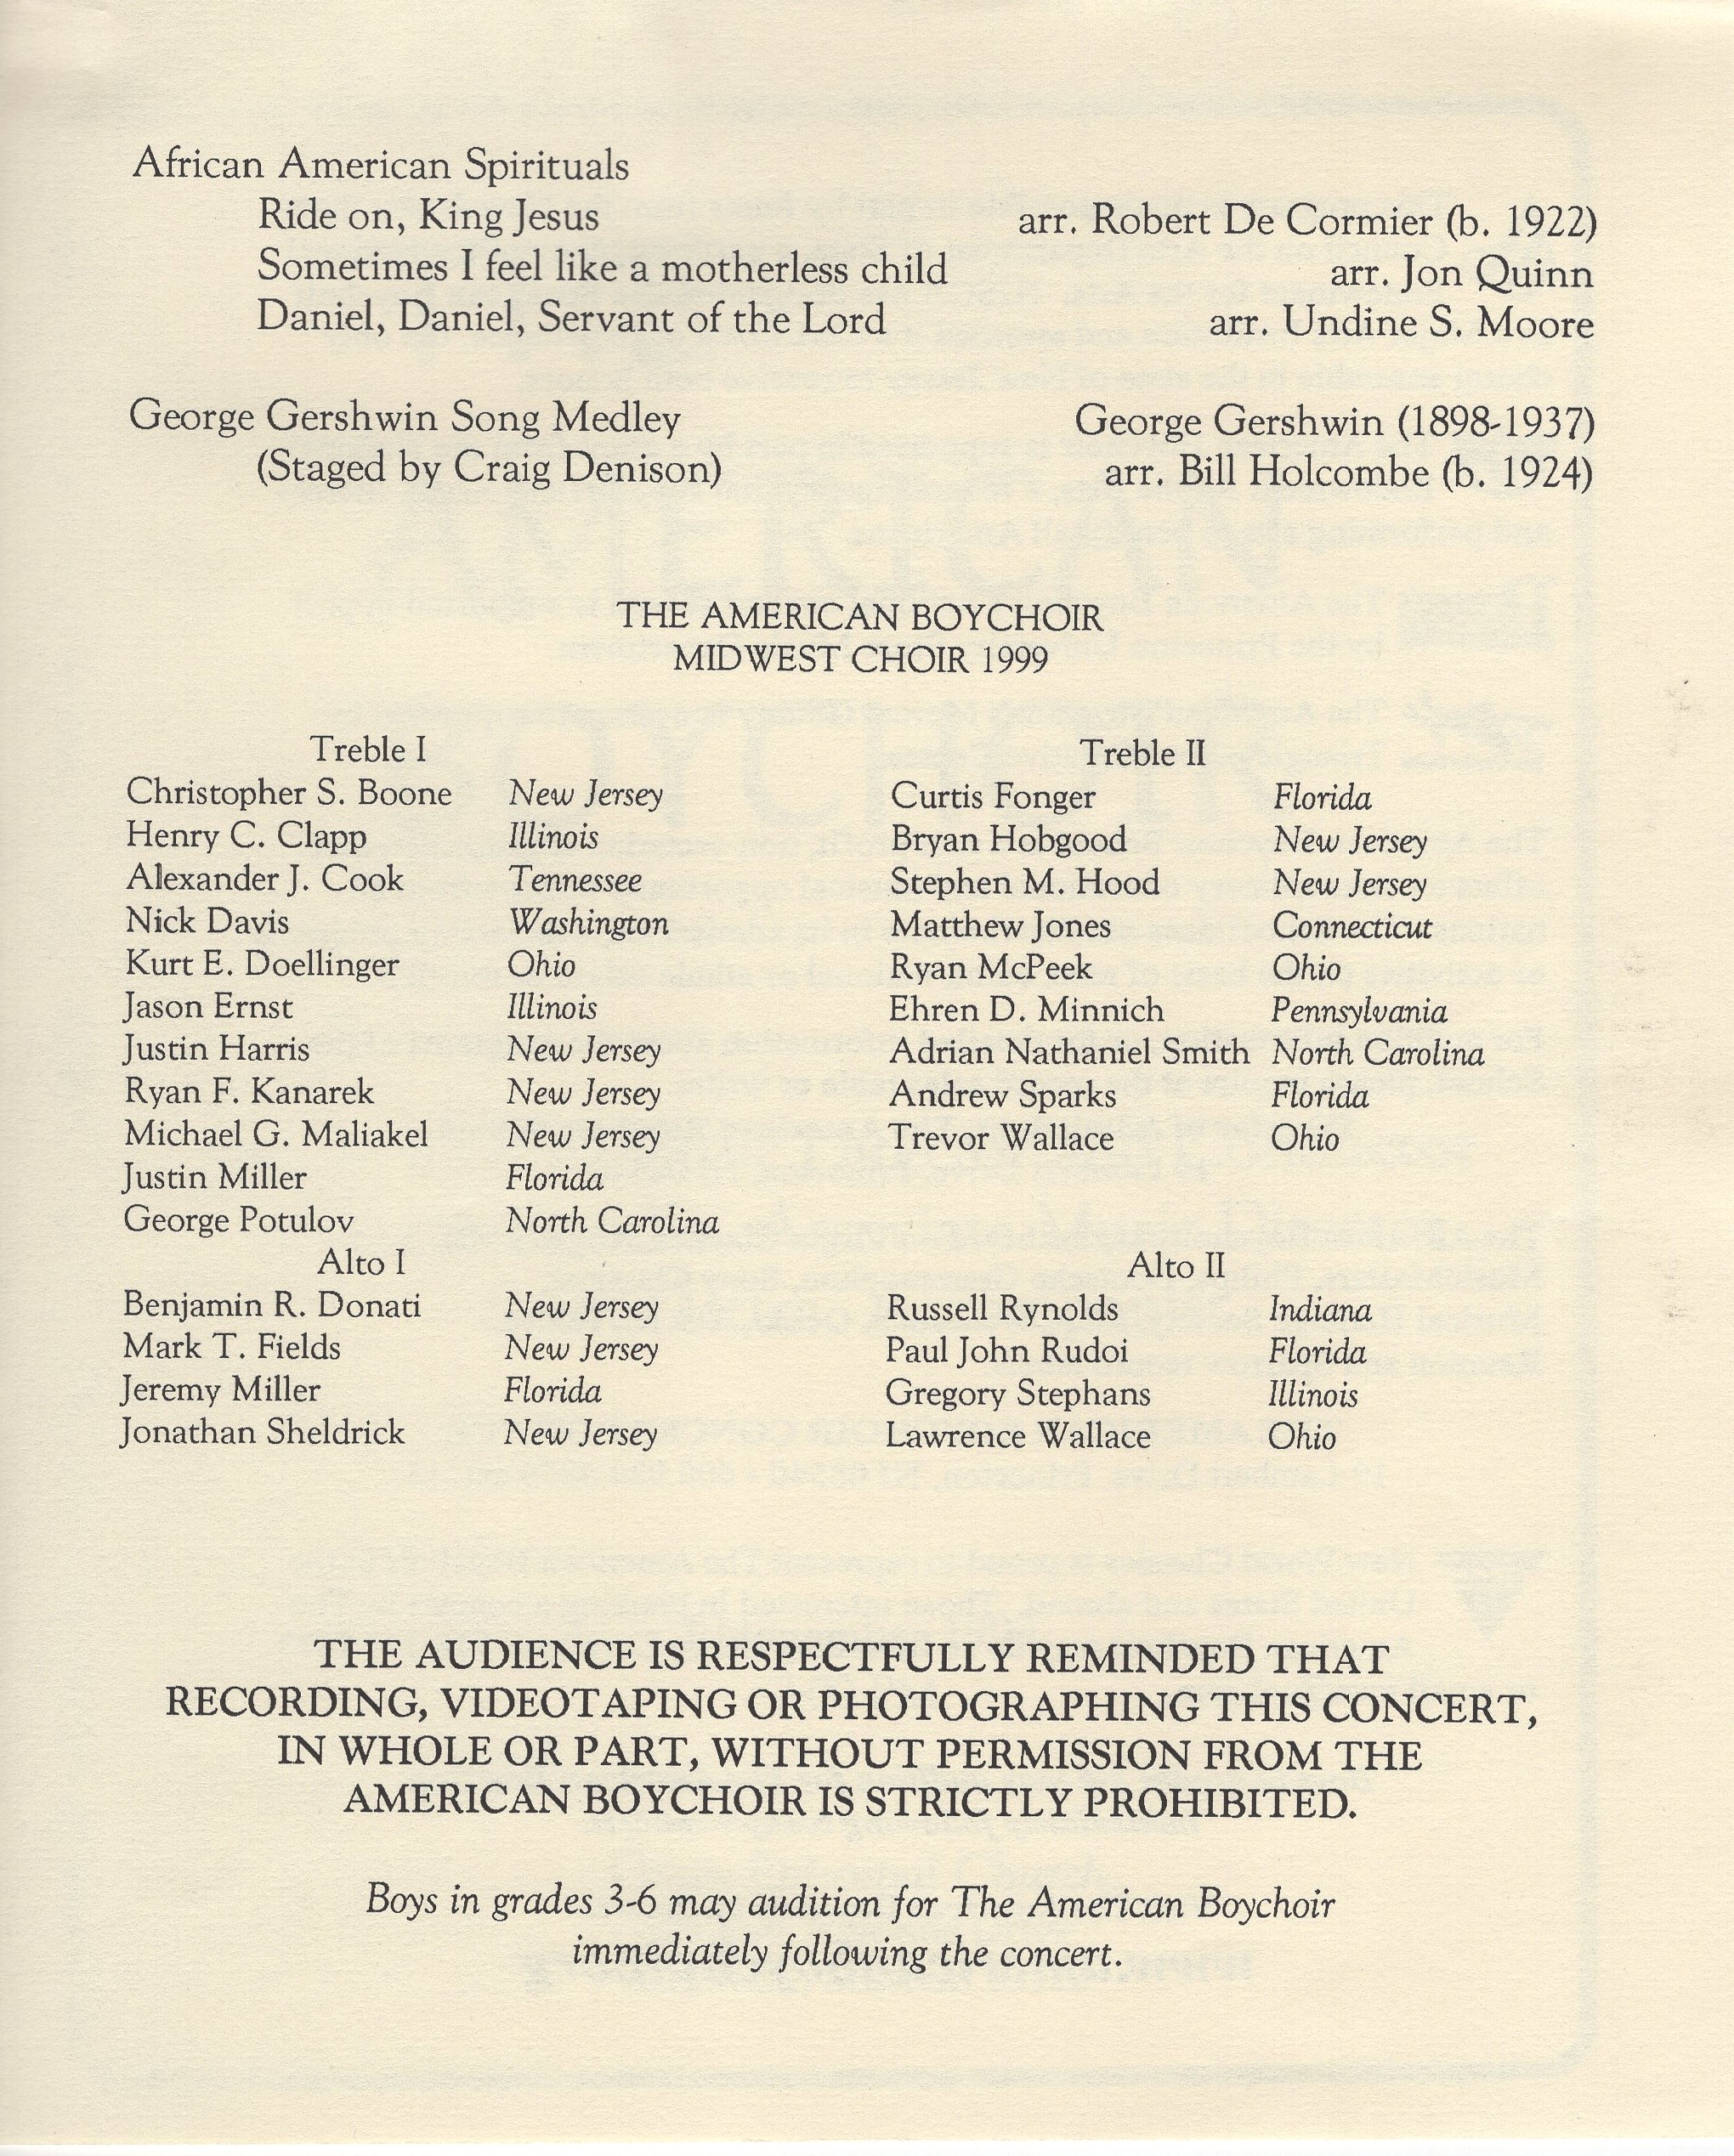 African American Spirituals
Ride on, King Jesus arr. Robert De Cormier (b. 1922)
Sometimes I feel like a motherless child arr. Jon Quinn
Daniel, Daniel, Servant of the Lord arr. Undine S. Moore
George Gershwin Song Medley George Gershwin (1898-1937)
(Staged by Craig Denison) arr. Bill Holcombe (b. 1924)
THE AMERICAN BOYCHOIR
MIDWEST CHOIR 1999
Treble I
Christopher S. Boone New Jersey
Henry C. Clapp Illinois
Alexander J. Cook Tennessee
Nick Davis Washington
Kurt E. Doellinger Ohio
Jason Ernst Illinois
Justin Harris New Jersey
Ryan F. Kanarek New Jersey
Michael G. Maliakel New Jersey
Justin Miller Florida
George Potulov North Carolina
Treble II
Curtis Fonger Florida
Bryan Hobgood New Jersey
Stephen M. Hood New Jersey
Matthew Jones Connecticut
Ryan McPeek Ohio
Ehren D. Minnich Pennsylvania
Adrian Nathaniel Smith North Carolina
Andrew Sparks Florida
Trevor Wallace Ohio
Alto I
Benjamin R. Donati New Jersey
Mark T. Fields New Jersey
Jeremy Miller Florida
Jonathan Sheldrick New Jersey
Alto II
Russell Rynolds Indiana
Paul John Rudoi Florida
Gregory Stephans Illinois
Lawrence Wallace Ohio
THE AUDIENCE IS RESPECTFULLY REMINDED THAT
RECORDING, VIDEOTAPING OR PHOTOGRAPHING THIS CONCERT,
IN WHOLE OR PART, WITHOUT PERMISSION FROM THE
AMERICAN BOYCHOIR IS STRICTLY PROHIBITED.
Boys in grades 3-6 may audition for The American Boychoir
immediately following the concert.